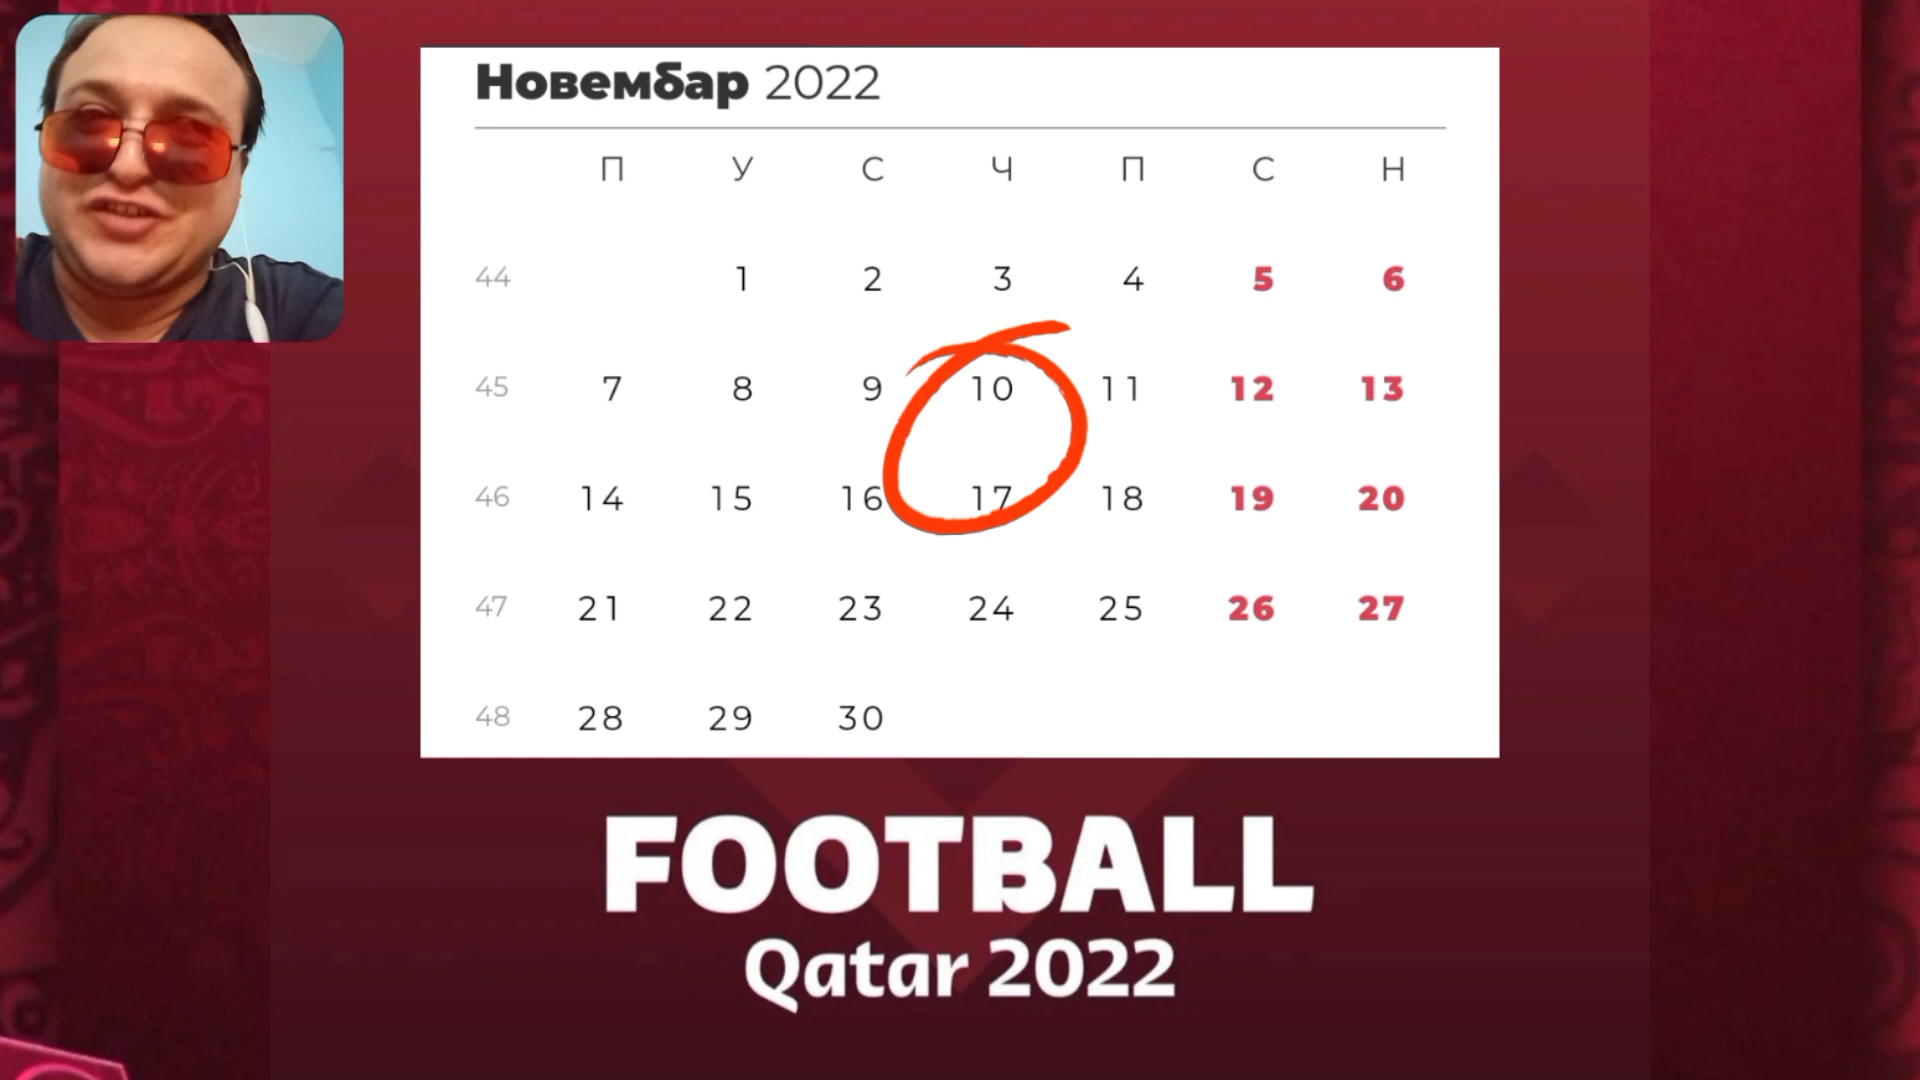 Новембар 2022
П У С Ч П С Н
44 1 2 3 4 5 6
45 7 8 9 10 11 12 13
46 14 15 16 17 18 19 20
47 21 22 23 24 25 26 27
48 28 29 30
FOOTBALL
Qatar 2022